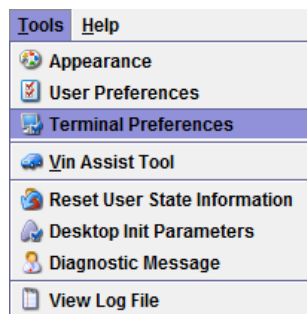 Tools Help
Appearance
User Preferences
Terminal Preferences
Vin Assist Tool
Reset User State Information
Desktop Init Parameters
Diagnostic Message
View Log File